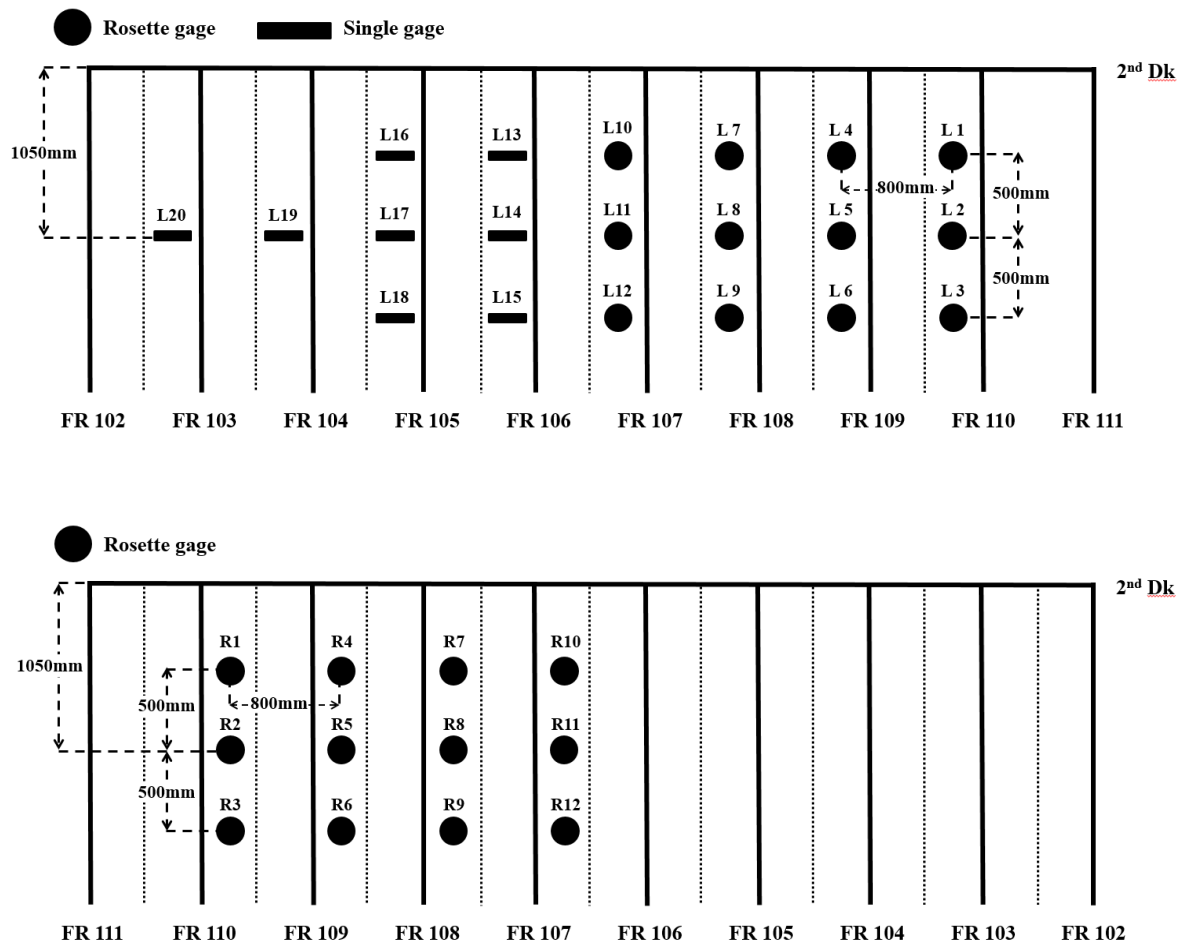 Rosette gage Single gage
2nd Dk
L16 L13 L10 L 7 L 4 L 1
1050mm
800mm 500mm
L20 L19 L17 L14 L11 L 8 L 5 L 2
500mm
L18 L15 L12 L 9 L 6 L 3
FR 102 FR 103 FR 104 FR 105 FR 106 FR 107 FR 108 FR 109 FR 110 FR 111
Rosette gage
2nd Dk
R1 R4 R7 R10
1050mm
500mm 800mm
R2 R5 R8 R11
500mm
R3 R6 R9 R12
FR 111 FR 110 FR 109 FR 108 FR 107 FR 106 FR 105 FR 104 FR 103 FR 102